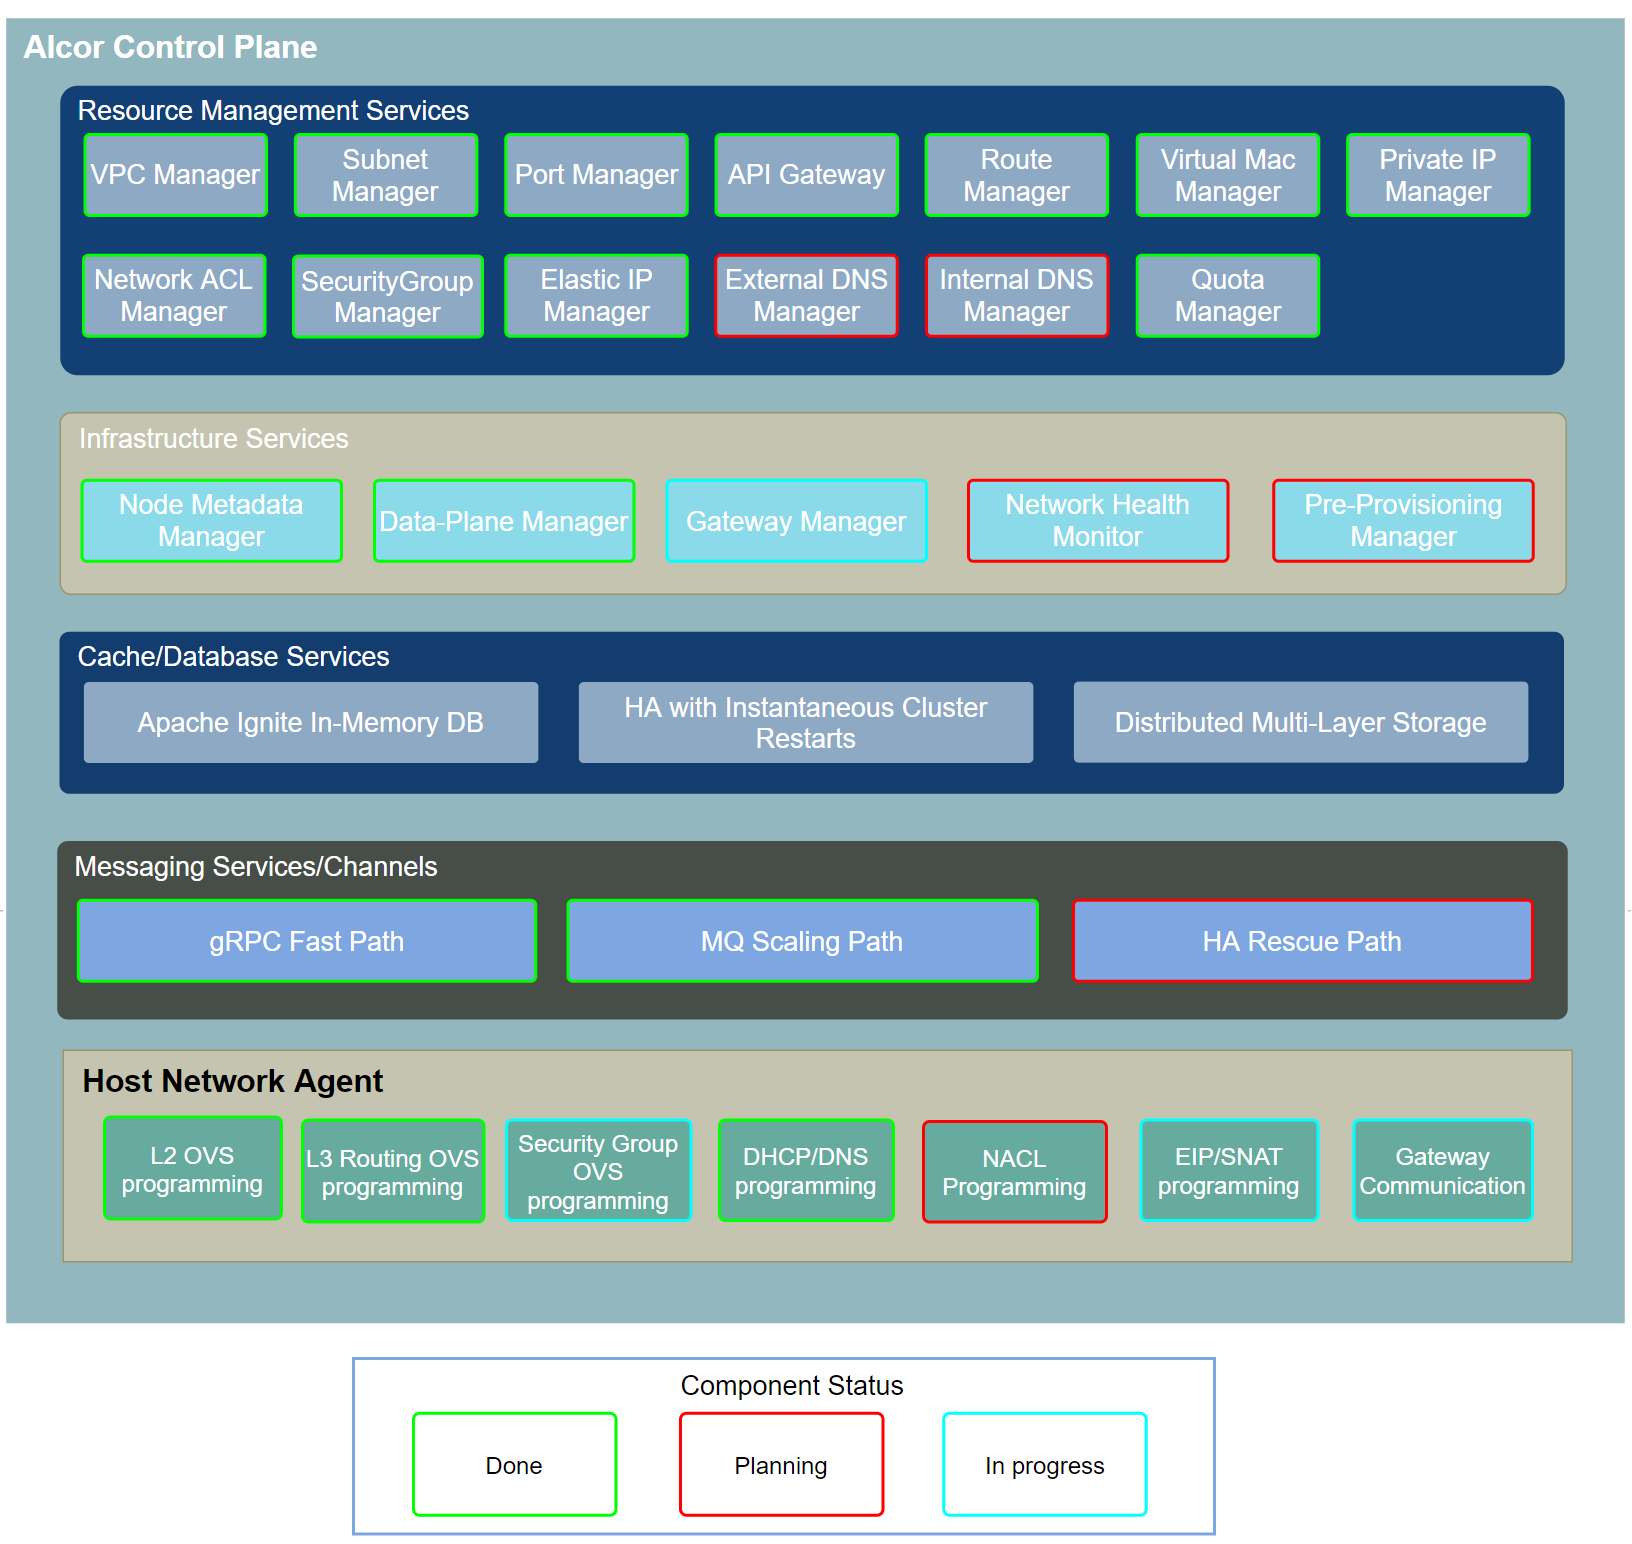 Alcor Control Plane
Resource Management Services
VPC Manager
Subnet
Manager
Port Manager
API Gateway
Route
Manager
Virtual Mac
Manager
Private IP
Manager
Network ACL
Manager
SecurityGroup
Manager
Elastic IP
Manager
External DNS
Manager
Internal DNS
Manager
Quota
Manager
Infrastructure Services
Node Metadata
Manager
Data-Plane Manager
Gateway Manager
Network Health
Monitor
Pre-Provisioning
Manager
Cache/Database Services
Apache Ignite In-Memory DB
HA with Instantaneous Cluster
Restarts
Distributed Multi-Layer Storage
Messaging Services/Channels
gRPC Fast Path
MQ Scaling Path
HA Rescue Path
Host Network Agent
L2 OVS
programming
L3 Routing OVS
programming
Security Group
OVS
programming
DHCP/DNS
programming
NACL
Programming
EIP/SNAT
programming
Gateway
Communication
Component Status
Done
Planning
In progress